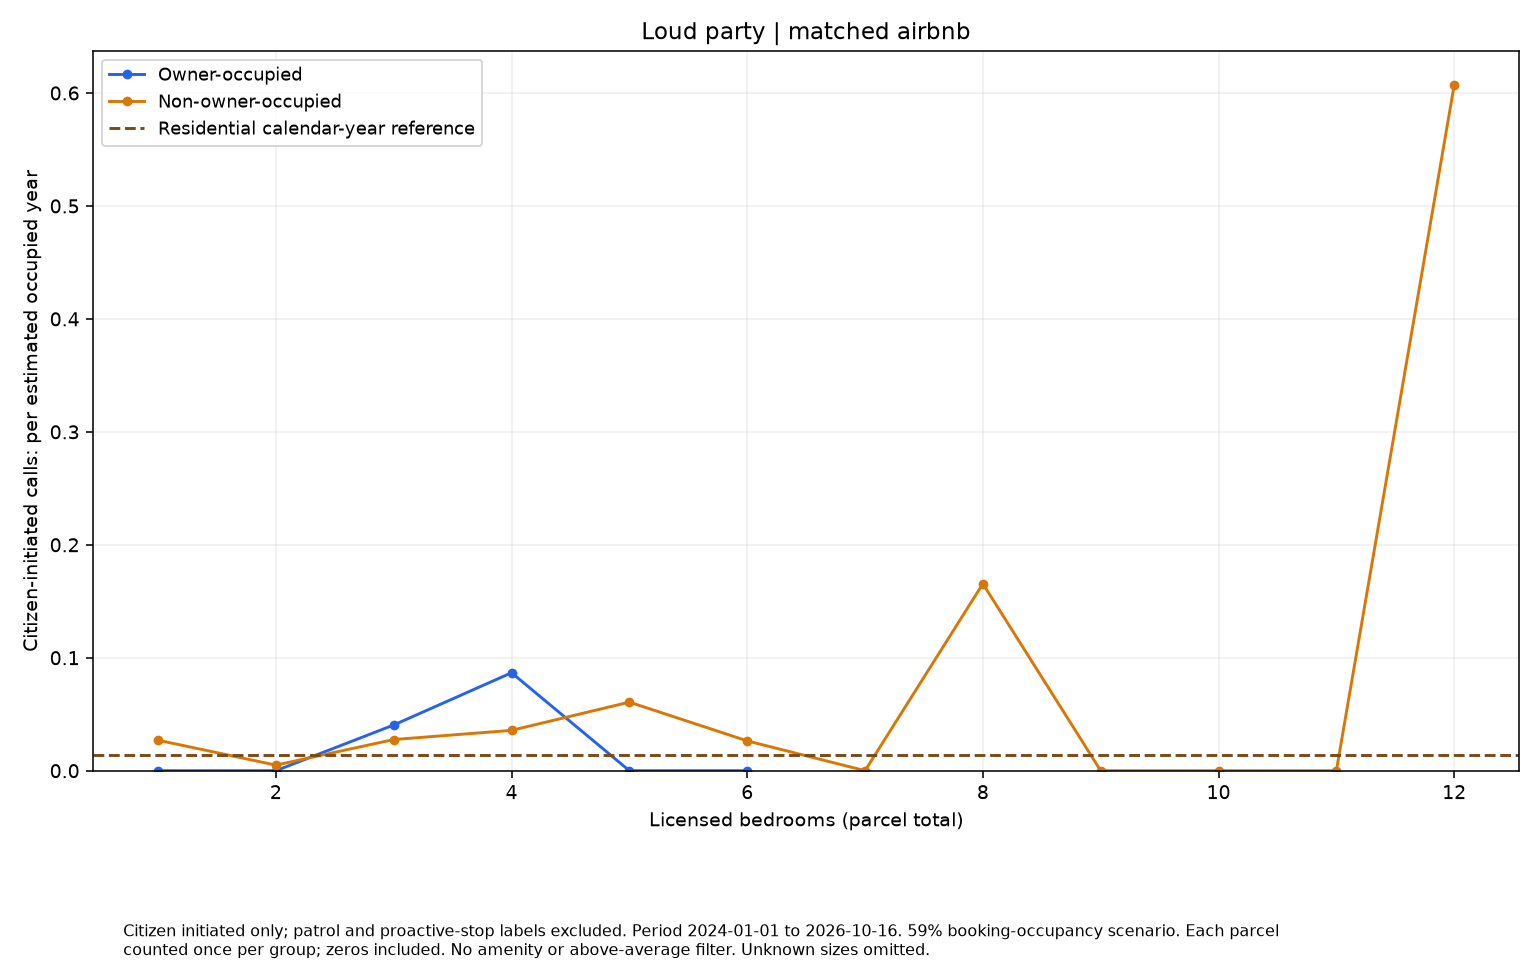 Loud party | matched airbnb
Owner-occupied
Non-owner-occupied
Residential calendar-year reference
Citizen-initiated calls: per estimated occupied year
0.6
0.5
0.4
0.3
0.2
0.1
0.0
2 4 6 8 10 12
Licensed bedrooms (parcel total)
Citizen initiated only; patrol and proactive-stop labels excluded. Period 2024-01-01 to 2026-10-16. 59% booking-occupancy scenario. Each parcel
counted once per group; zeros included. No amenity or above-average filter. Unknown sizes omitted.